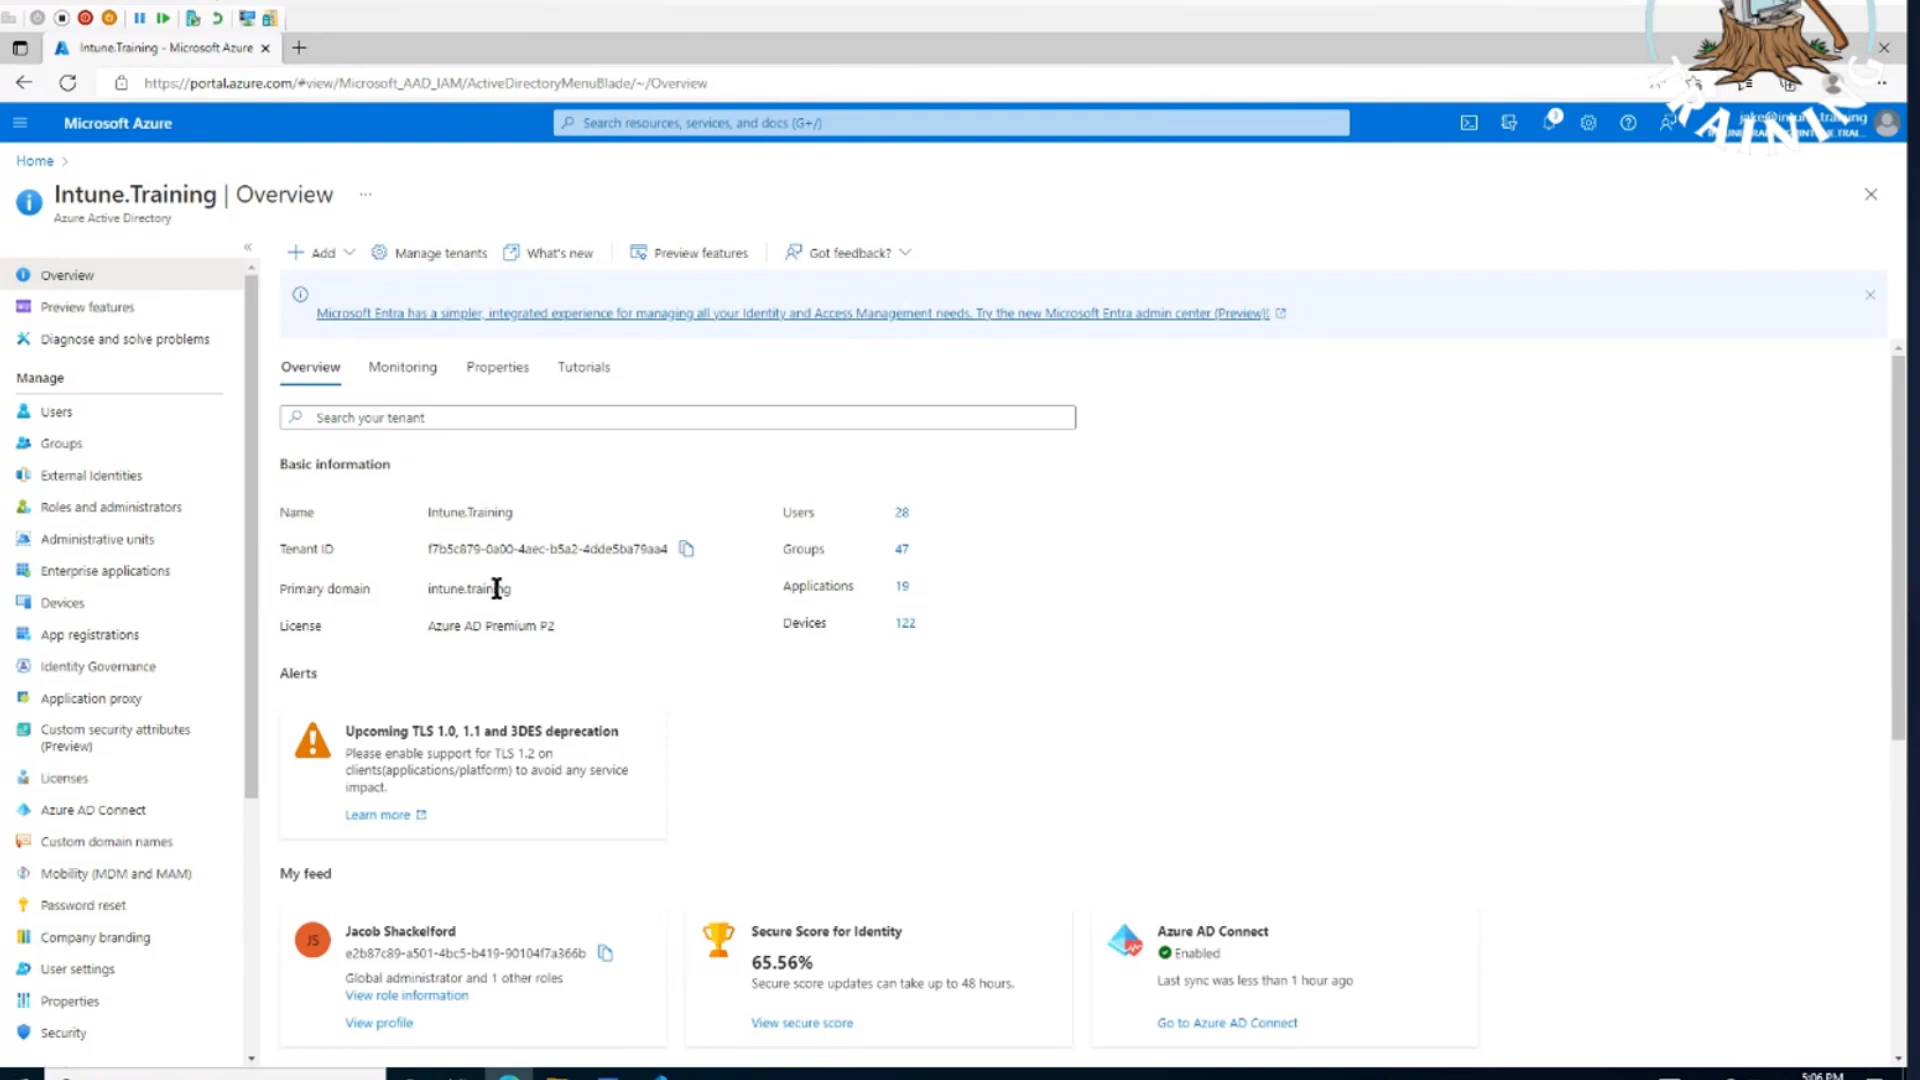 Intune.Training - Microsoft Azure
https://portal.azure.com/#view/Microsoft_AAD_IAM/ActiveDirectoryMenuBlade/~/Overview
TRAINING
Microsoft Azure
Search resources, services, and docs (G+/)
1
jake@intune.training
Home
Intune.Training | Overview
Azure Active Directory
Add
Manage tenants
What's new
Preview features
Got feedback?
Overview
Preview features
Diagnose and solve problems
Manage
Users
Groups
External Identities
Roles and administrators
Administrative units
Enterprise applications
Devices
App registrations
Identity Governance
Application proxy
Custom security attributes
(Preview)
Licenses
Azure AD Connect
Custom domain names
Mobility (MDM and MAM)
Password reset
Company branding
User settings
Properties
Security
Microsoft Entra has a simpler, integrated experience for managing all your Identity and Access Management needs. Try the new Microsoft Entra admin center (Preview)!
Overview
Monitoring
Properties
Tutorials
Search your tenant
Basic information
Name Intune.Training Users 28
Tenant ID f7b5c879-0a00-4aec-b5a2-4dde5ba79aa4 Groups 47
Primary domain intune.training Applications 19
License Azure AD Premium P2 Devices 122
Alerts
Upcoming TLS 1.0, 1.1 and 3DES deprecation
Please enable support for TLS 1.2 on
clients(applications/platform) to avoid any service
impact.
Learn more
My feed
JS
Jacob Shackelford
e2b87c89-a501-4bc5-b419-90104f7a366b
Global administrator and 1 other roles
View role information
View profile
Secure Score for Identity
65.56%
Secure score updates can take up to 48 hours.
View secure score
Azure AD Connect
Enabled
Last sync was less than 1 hour ago
Go to Azure AD Connect
5:06 PM